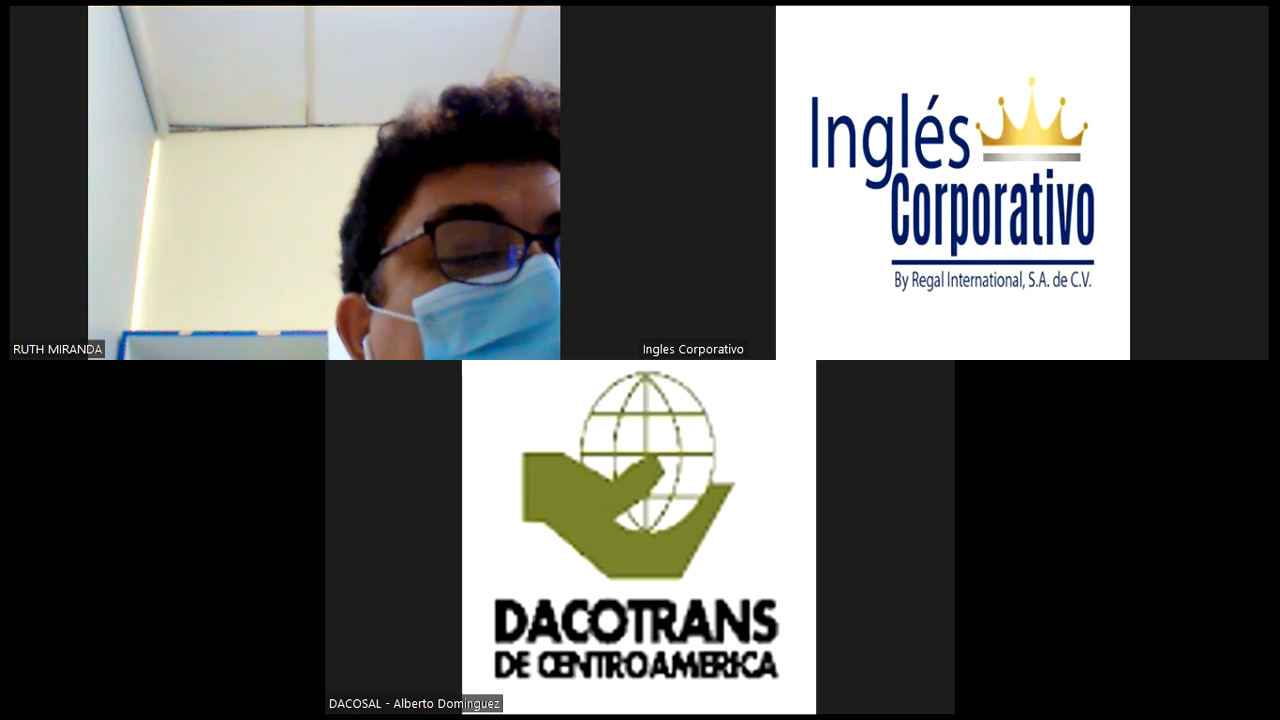 Inglés
Corporativo
By Regal International, S.A. de C.V.
RUTH MIRANDA
Ingles Corporativo
DACOTRANS
DE CENTROAMERICA
DACOSAL - Alberto Dominguez